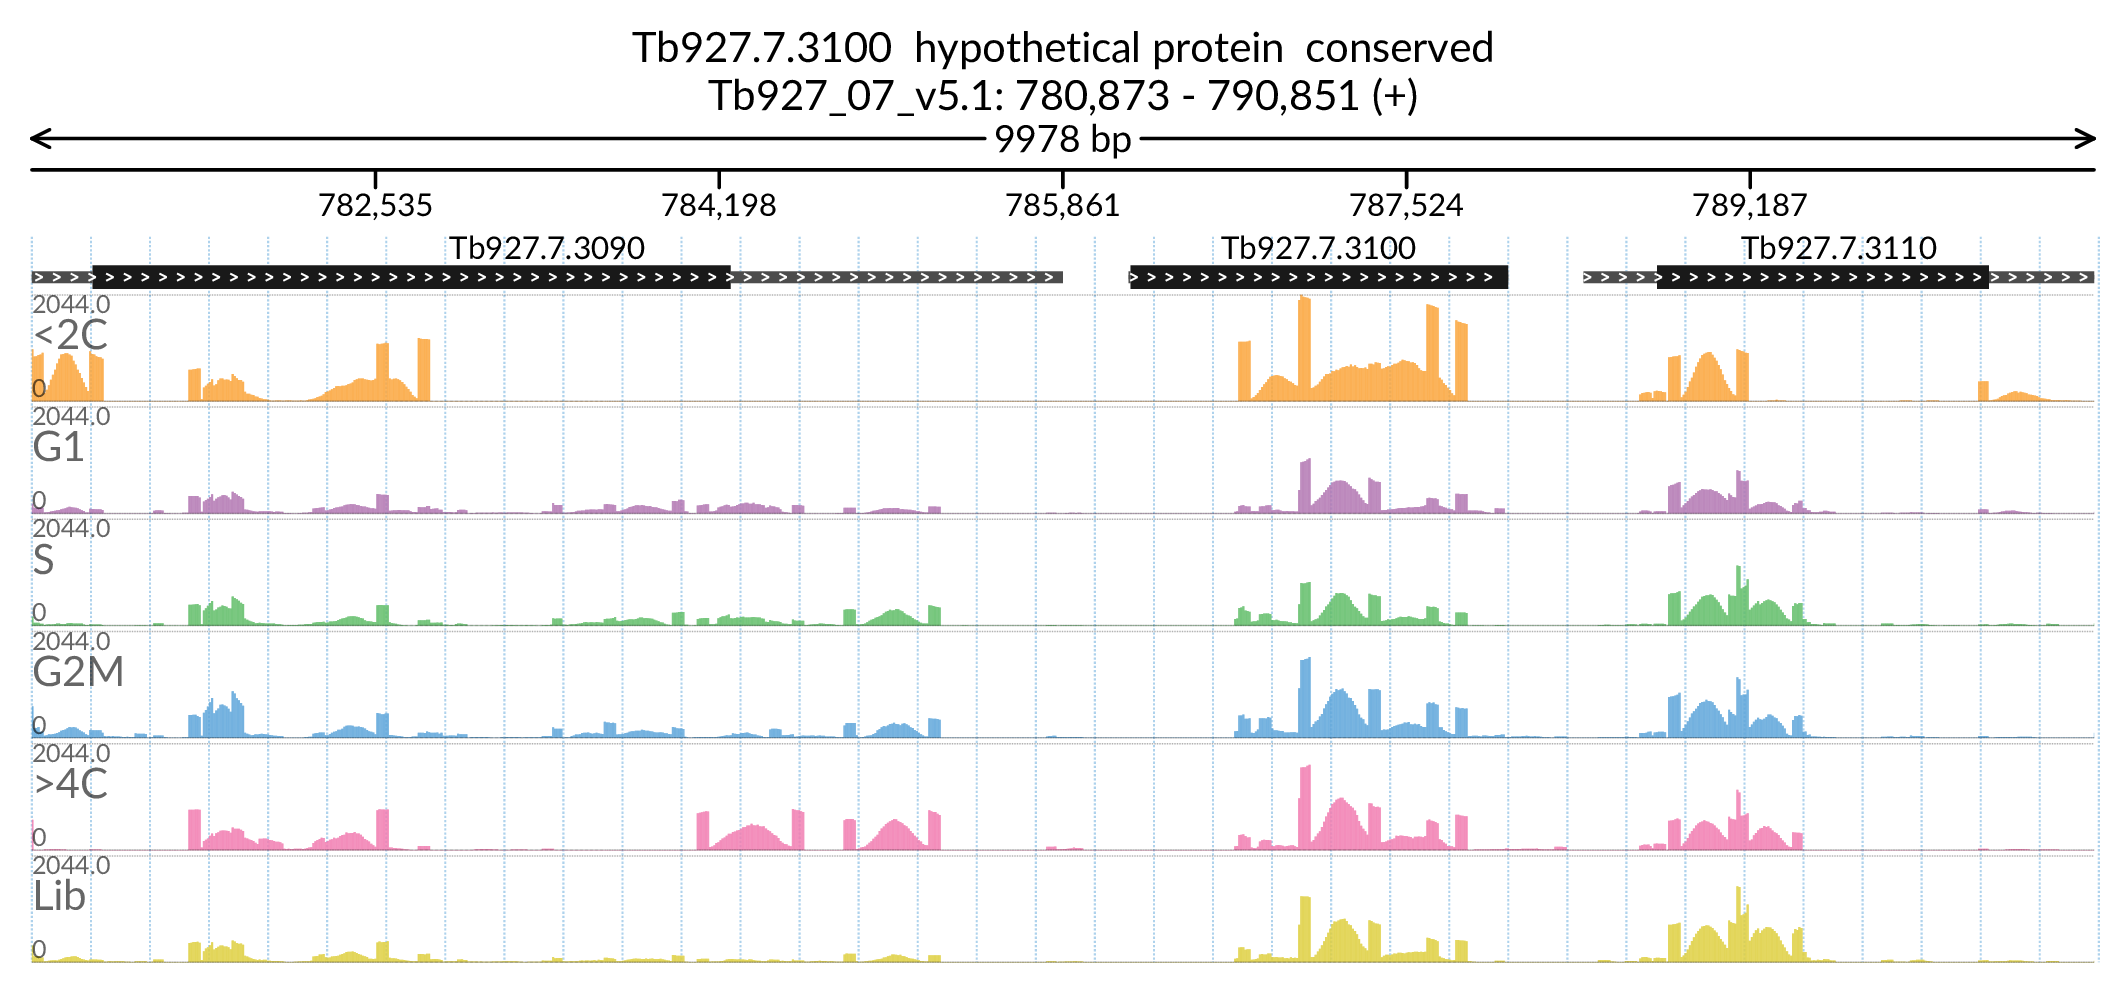 Tb927.7.3100  hypothetical protein  conserved
Tb927_07_v5.1: 780,873 - 790,851 (+)
9978 bp
782,535 784,198 785,861 787,524 789,187
Tb927.7.3090 Tb927.7.3100 Tb927.7.3110
2044.0
<2C
0
2044.0
G1
0
2044.0
S
0
2044.0
G2M
0
2044.0
>4C
0
2044.0
Lib
0